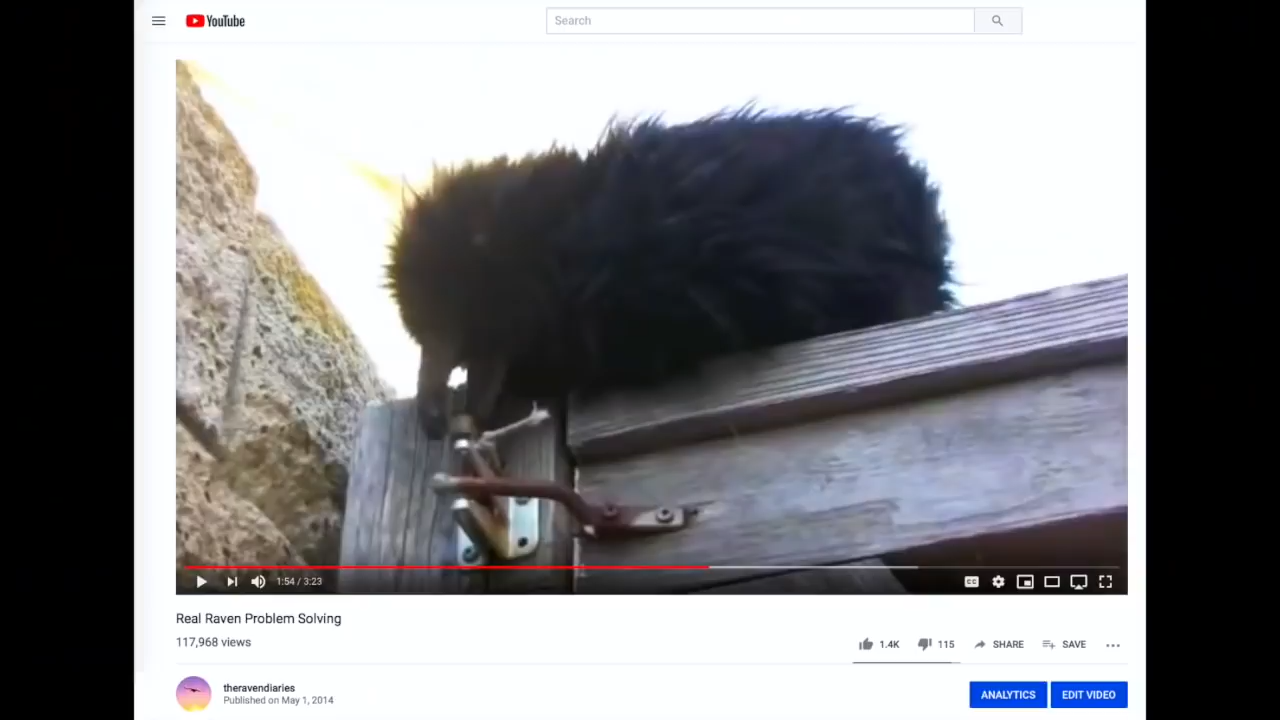 YouTube
Search
1:54 / 3:23
CC
Real Raven Problem Solving
117,968 views
1.4K 115 SHARE SAVE
theravendiaries
Published on May 1, 2014
ANALYTICS EDIT VIDEO